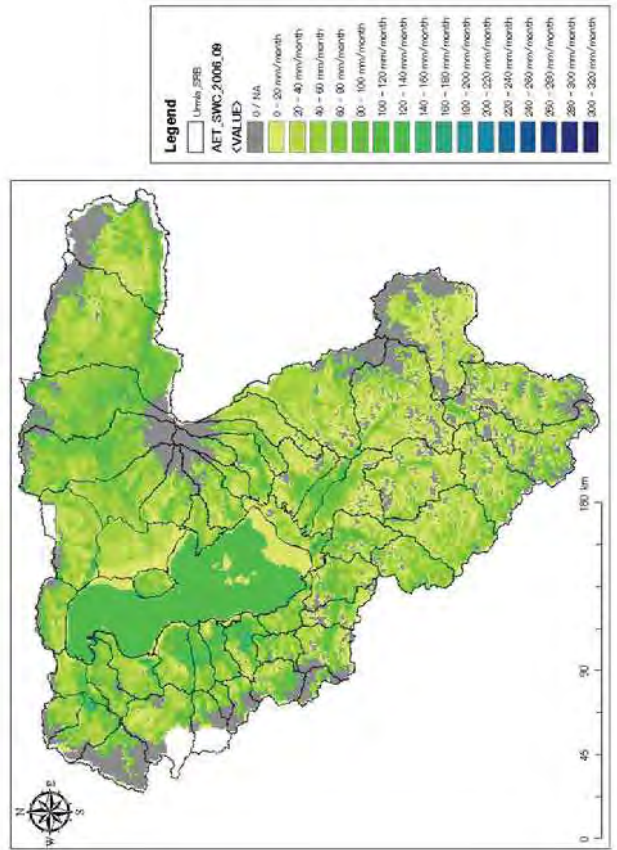 Legend
Urmia_SRB
AET_SWC_2006_09
<VALUE>
0 / NA
0 - 20 mm/month
20 - 40 mm/month
40 - 60 mm/month
60 - 80 mm/month
80 - 100 mm/month
100 - 120 mm/month
120 - 140 mm/month
140 - 160 mm/month
160 - 180 mm/month
180 - 200 mm/month
200 - 220 mm/month
220 - 240 mm/month
240 - 260 mm/month
260 - 280 mm/month
280 - 300 mm/month
300 - 320 mm/month
N
W E
S
0 45 90 180 km